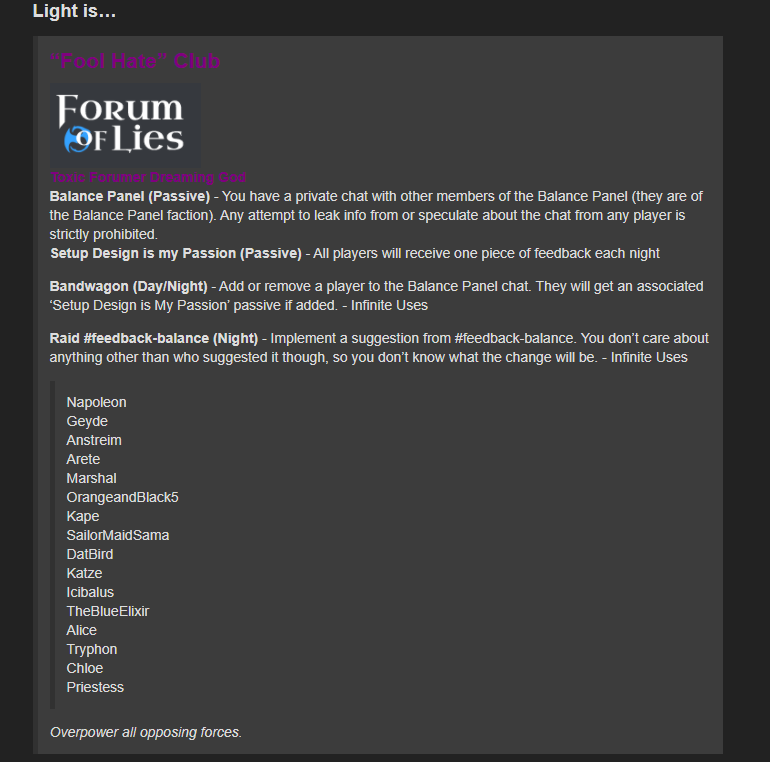 Light is…
“Fool Hate” Club
FORUM
OF LIES
Toxic Forumer Dreaming God
Balance Panel (Passive) - You have a private chat with other members of the Balance Panel (they are of
the Balance Panel faction). Any attempt to leak info from or speculate about the chat from any player is
strictly prohibited.
Setup Design is my Passion (Passive) - All players will receive one piece of feedback each night
Bandwagon (Day/Night) - Add or remove a player to the Balance Panel chat. They will get an associated
‘Setup Design is My Passion’ passive if added. - Infinite Uses
Raid #feedback-balance (Night) - Implement a suggestion from #feedback-balance. You don’t care about
anything other than who suggested it though, so you don’t know what the change will be. - Infinite Uses
Napoleon
Geyde
Anstreim
Arete
Marshal
OrangeandBlack5
Kape
SailorMaidSama
DatBird
Katze
Icibalus
TheBlueElixir
Alice
Tryphon
Chloe
Priestess
Overpower all opposing forces.